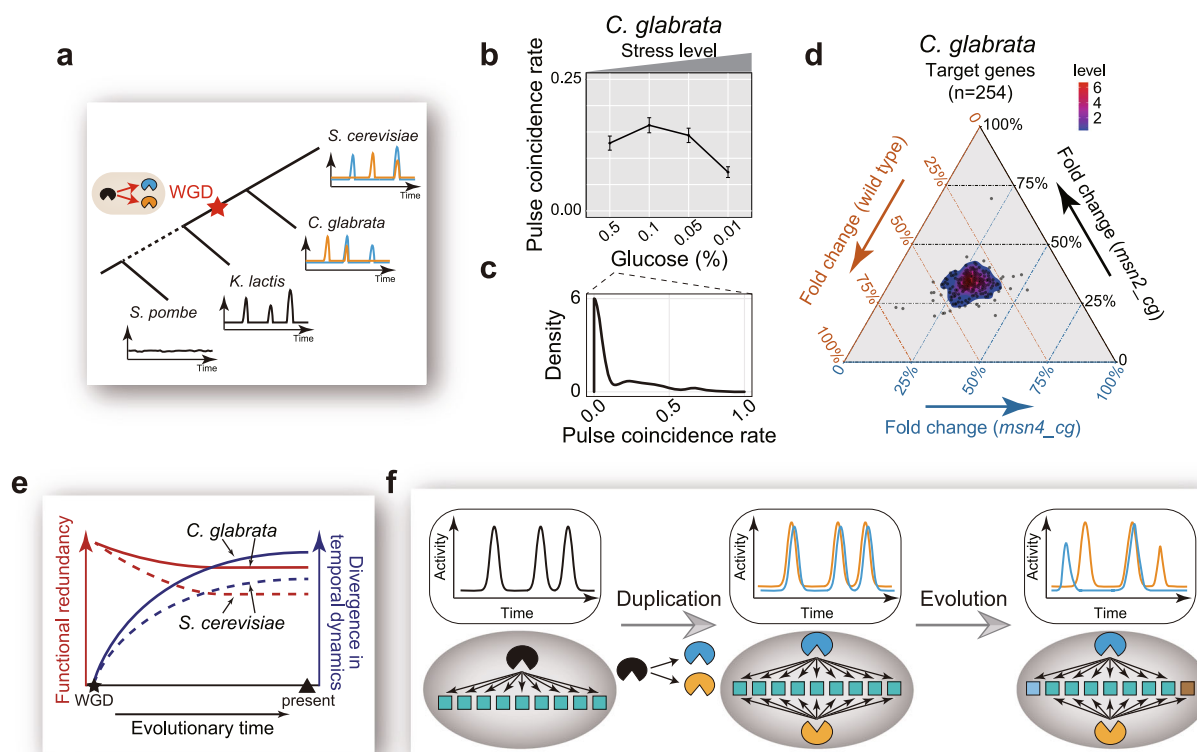 a
S. cerevisiae
Time
WGD
C. glabrata
Time
K. lactis
Time
S. pombe
Time
b
C. glabrata
Stress level
Pulse coincidence rate
0.25
0.00
0.5
0.1
0.05
0.01
Glucose (%)
c
Density
6
0
0.0
0.5
1.0
Pulse coincidence rate
d
C. glabrata
Target genes
(n=254)
level
6
4
2
Fold change (wild type)
0
25%
50%
75%
100%
Fold change (msn2_cg)
100%
75%
50%
25%
0
Fold change (msn4_cg)
0
25%
50%
75%
100%
e
Functional redundancy
C. glabrata
S. cerevisiae
Divergence in
temporal dynamics
WGD
present
Evolutionary time
f
Activity
Time
Duplication
Activity
Time
Evolution
Activity
Time